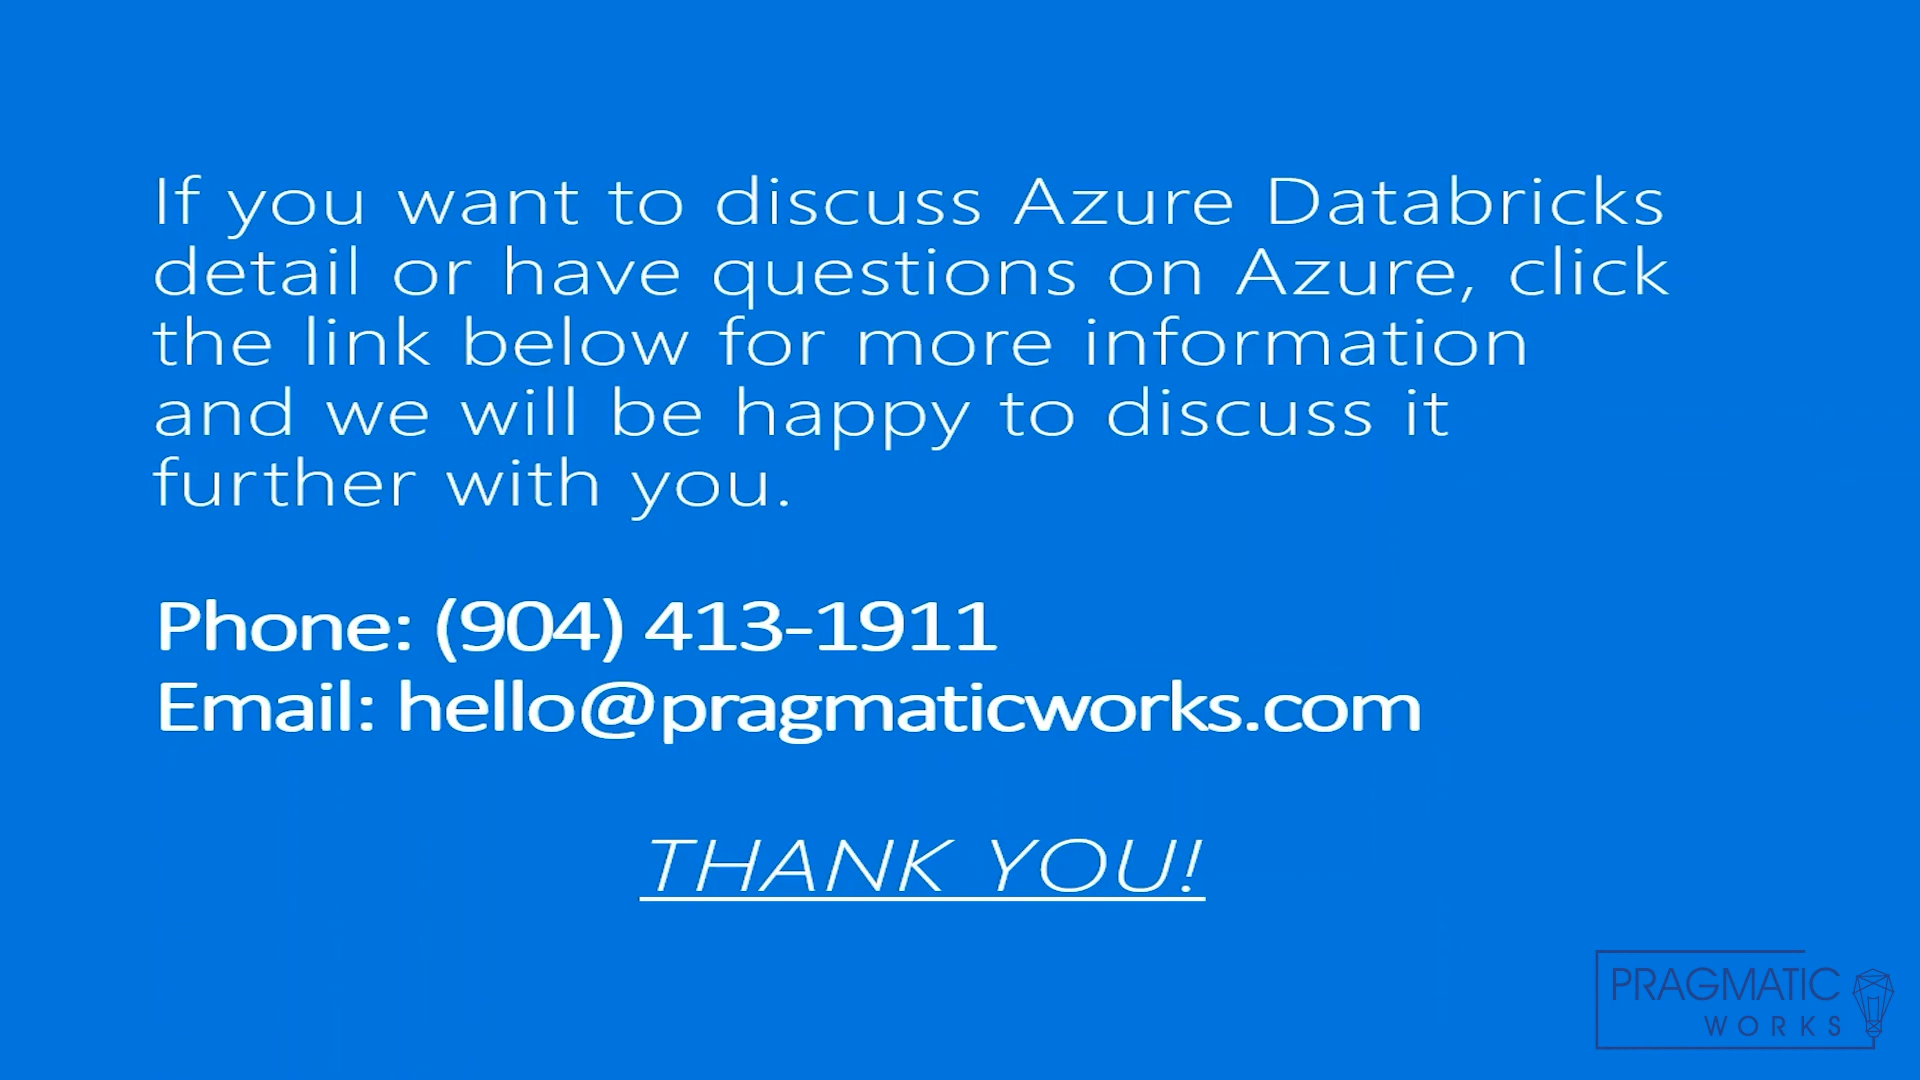 If you want to discuss Azure Databricks
detail or have questions on Azure, click
the link below for more information
and we will be happy to discuss it
further with you.
Phone: (904) 413-1911
Email: hello@pragmaticworks.com
THANK YOU!
PRAGMATIC
WORKS